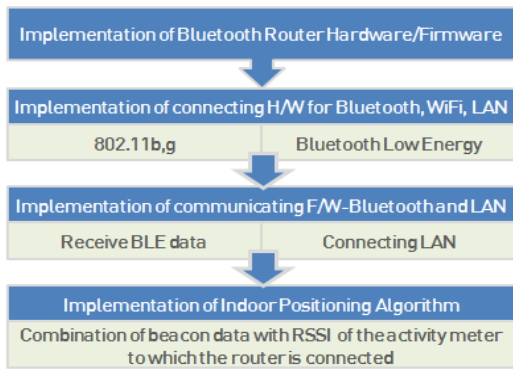 Implementation of Bluetooth Router Hardware/Firmware
Implementation of connecting H/W for Bluetooth, WiFi, LAN
802.11b,g
Bluetooth Low Energy
Implementation of communicating F/W-Bluetooth and LAN
Receive BLE data
Connecting LAN
Implementation of Indoor Positioning Algorithm
Combination of beacon data with RSSI of the activity meter
to which the router is connected